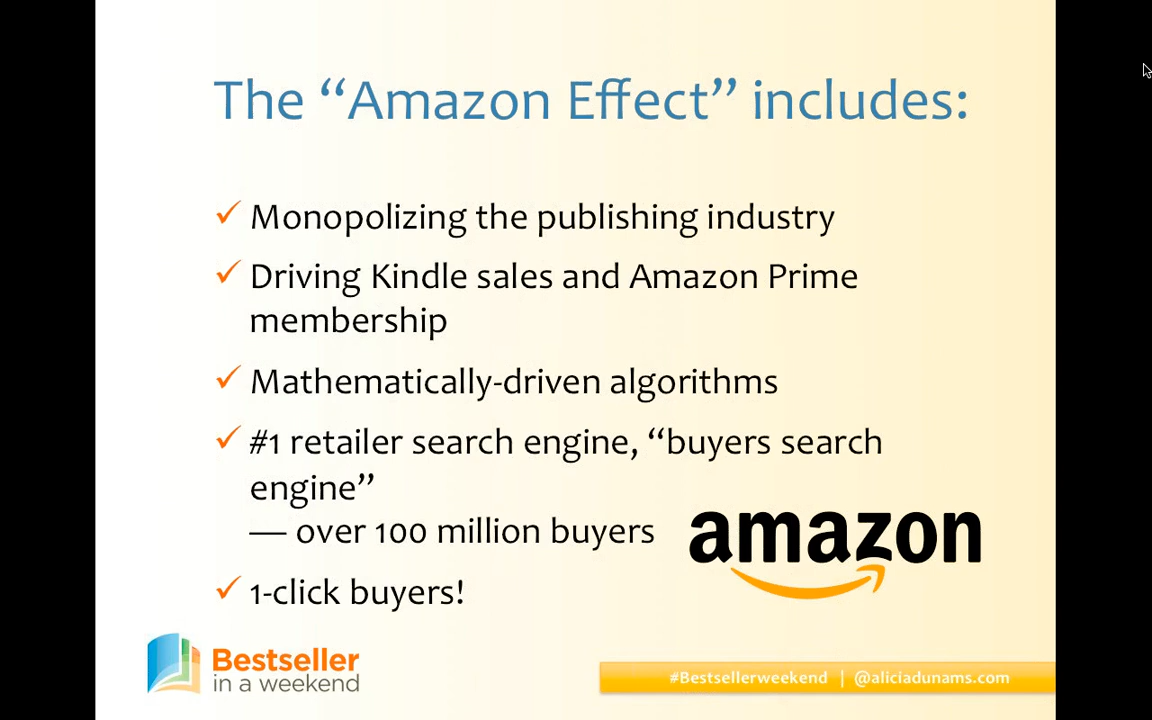 The “Amazon Effect” includes:
✓ Monopolizing the publishing industry
✓ Driving Kindle sales and Amazon Prime
membership
✓ Mathematically-driven algorithms
✓ #1 retailer search engine, “buyers search
engine”
— over 100 million buyers
amazon
✓ 1-click buyers!
Bestseller
in a weekend
#Bestsellerweekend | @aliciadunams.com